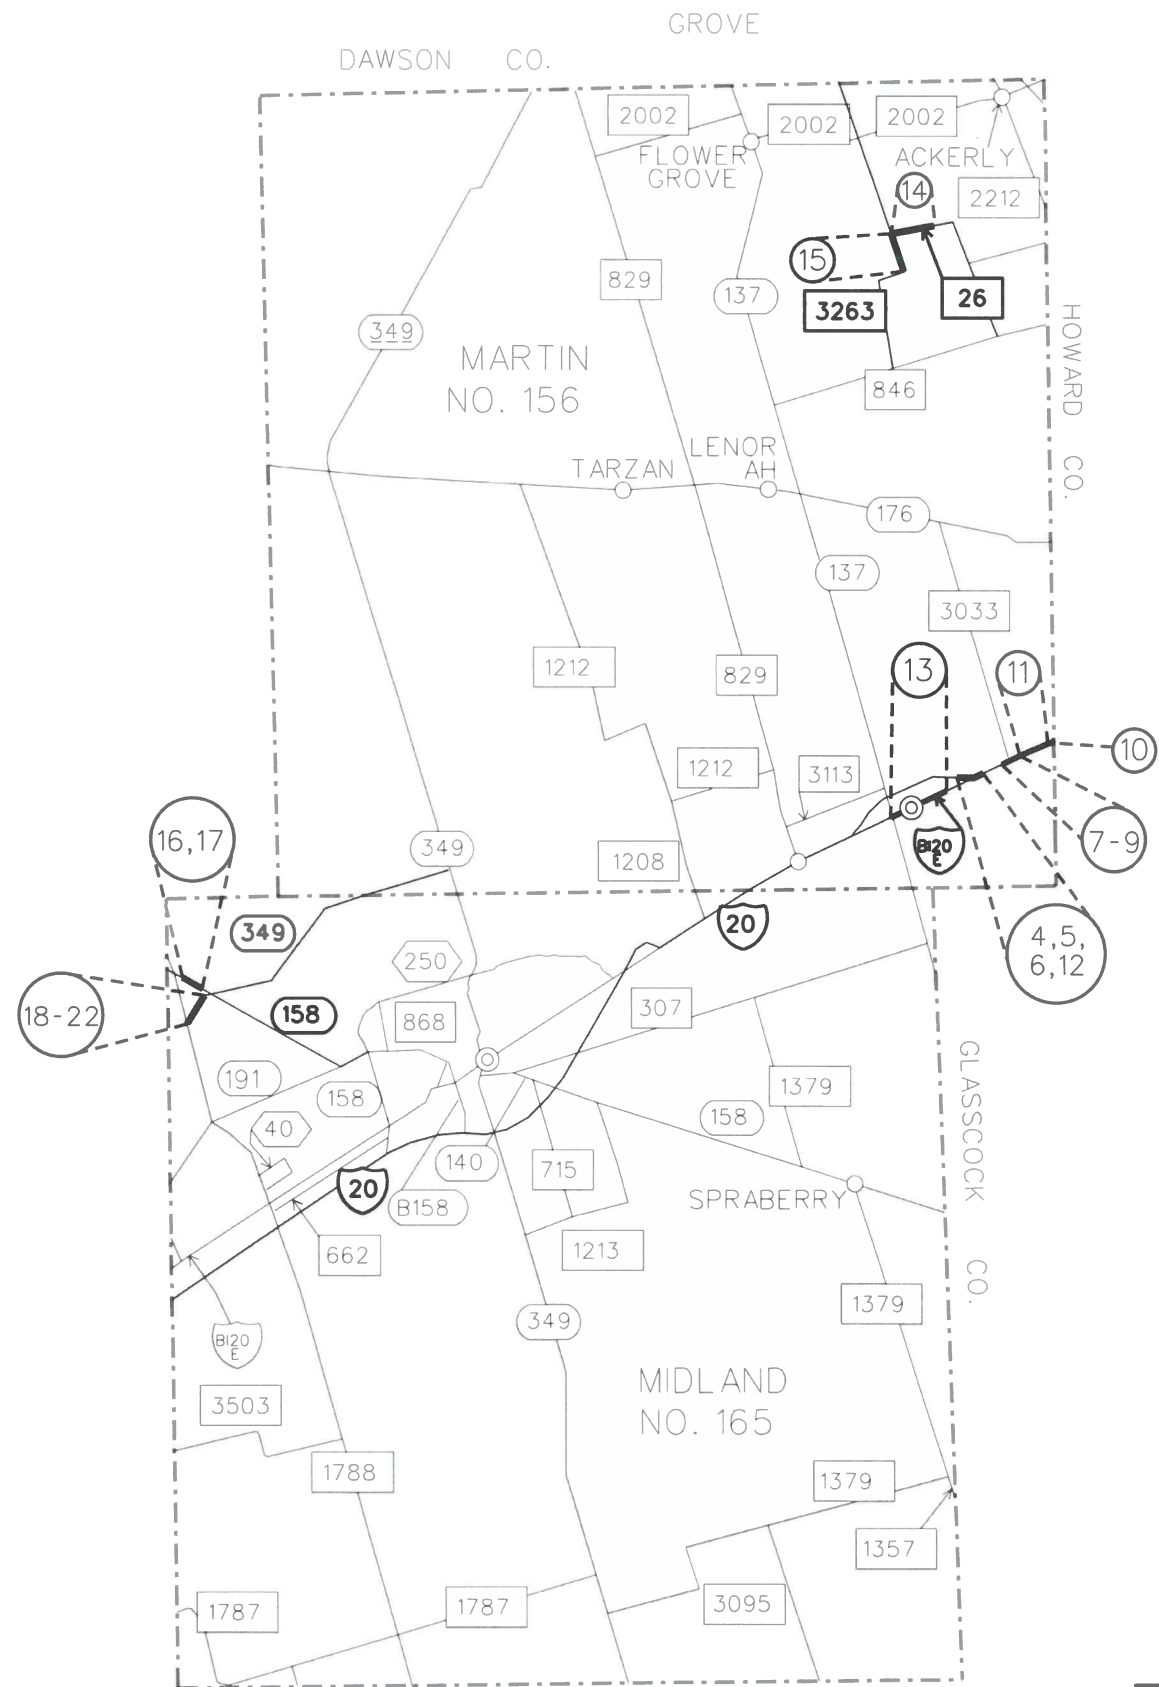 GROVE
DAWSON CO.
2002
2002
2002
FLOWER
GROVE
ACKERLY
14
2212
15
829
137
3263
26
349
HOWARD CO.
MARTIN
NO. 156
846
LENOR
AH
TARZAN
176
137
3033
1212
829
13
11
10
1212
3113
16,17
349
1208
B120
E
7-9
349
20
4,5,
6,12
250
18-22
158
868
307
191
158
1379
40
158
GLASSCOCK CO.
140
715
20
B158
SPRABERRY
662
1213
1379
B120
E
349
3503
MIDLAND
NO. 165
1788
1379
1357
1787
1787
3095